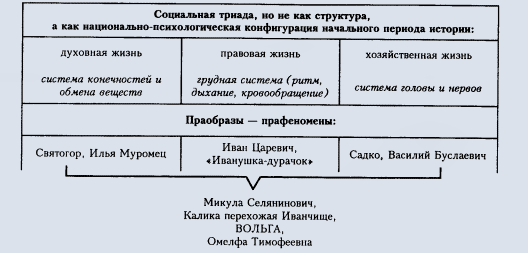 Социальная триада, но не как структура,
а как национально-психологическая конфигурация начального периода истории:
духовная жизнь
правовая жизнь
хозяйственная жизнь
система конечностей и
обмена веществ
грудная система (ритм,
дыхание, кровообращение)
система головы и нервов
Праобразы — прафеномены:
Святогор, Илья Муромец
Иван Царевич,
«Иванушка-дурачок»
Садко, Василий Буслаевич
Микула Селянинович,
Калика перехожая Иванчище,
ВОЛЬГА,
Омелфа Тимофеевна